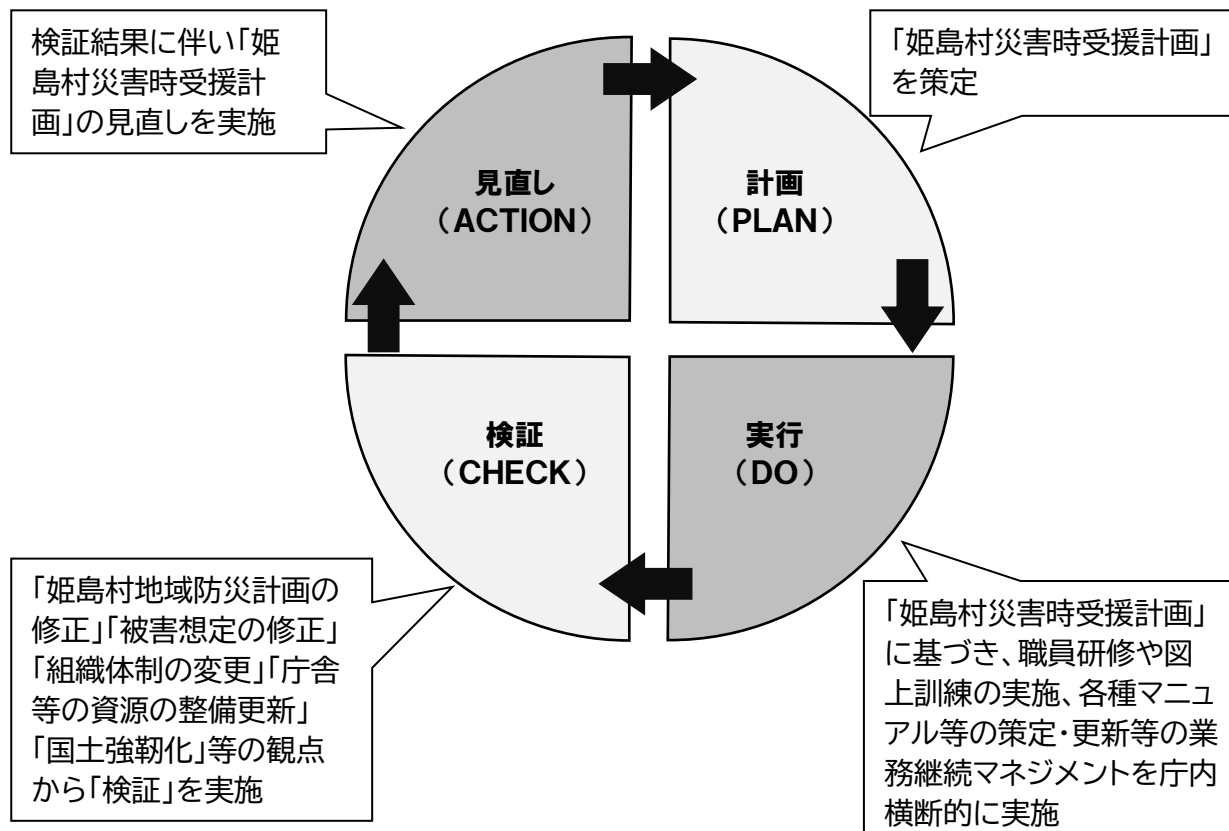 検証結果に伴い「姫
島村災害時受援計
画」の見直しを実施
「姫島村災害時受援計画」
を策定
見直し
（ACTION）
計画
（PLAN）
検証
（CHECK）
実行
（DO）
「姫島村地域防災計画の
修正」「被害想定の修正」
「組織体制の変更」「庁舎
等の資源の整備更新」
「国土強靭化」等の観点
から「検証」を実施
「姫島村災害時受援計画」
に基づき、職員研修や図
上訓練の実施、各種マニュ
アル等の策定・更新等の業
務継続マネジメントを庁内
横断的に実施